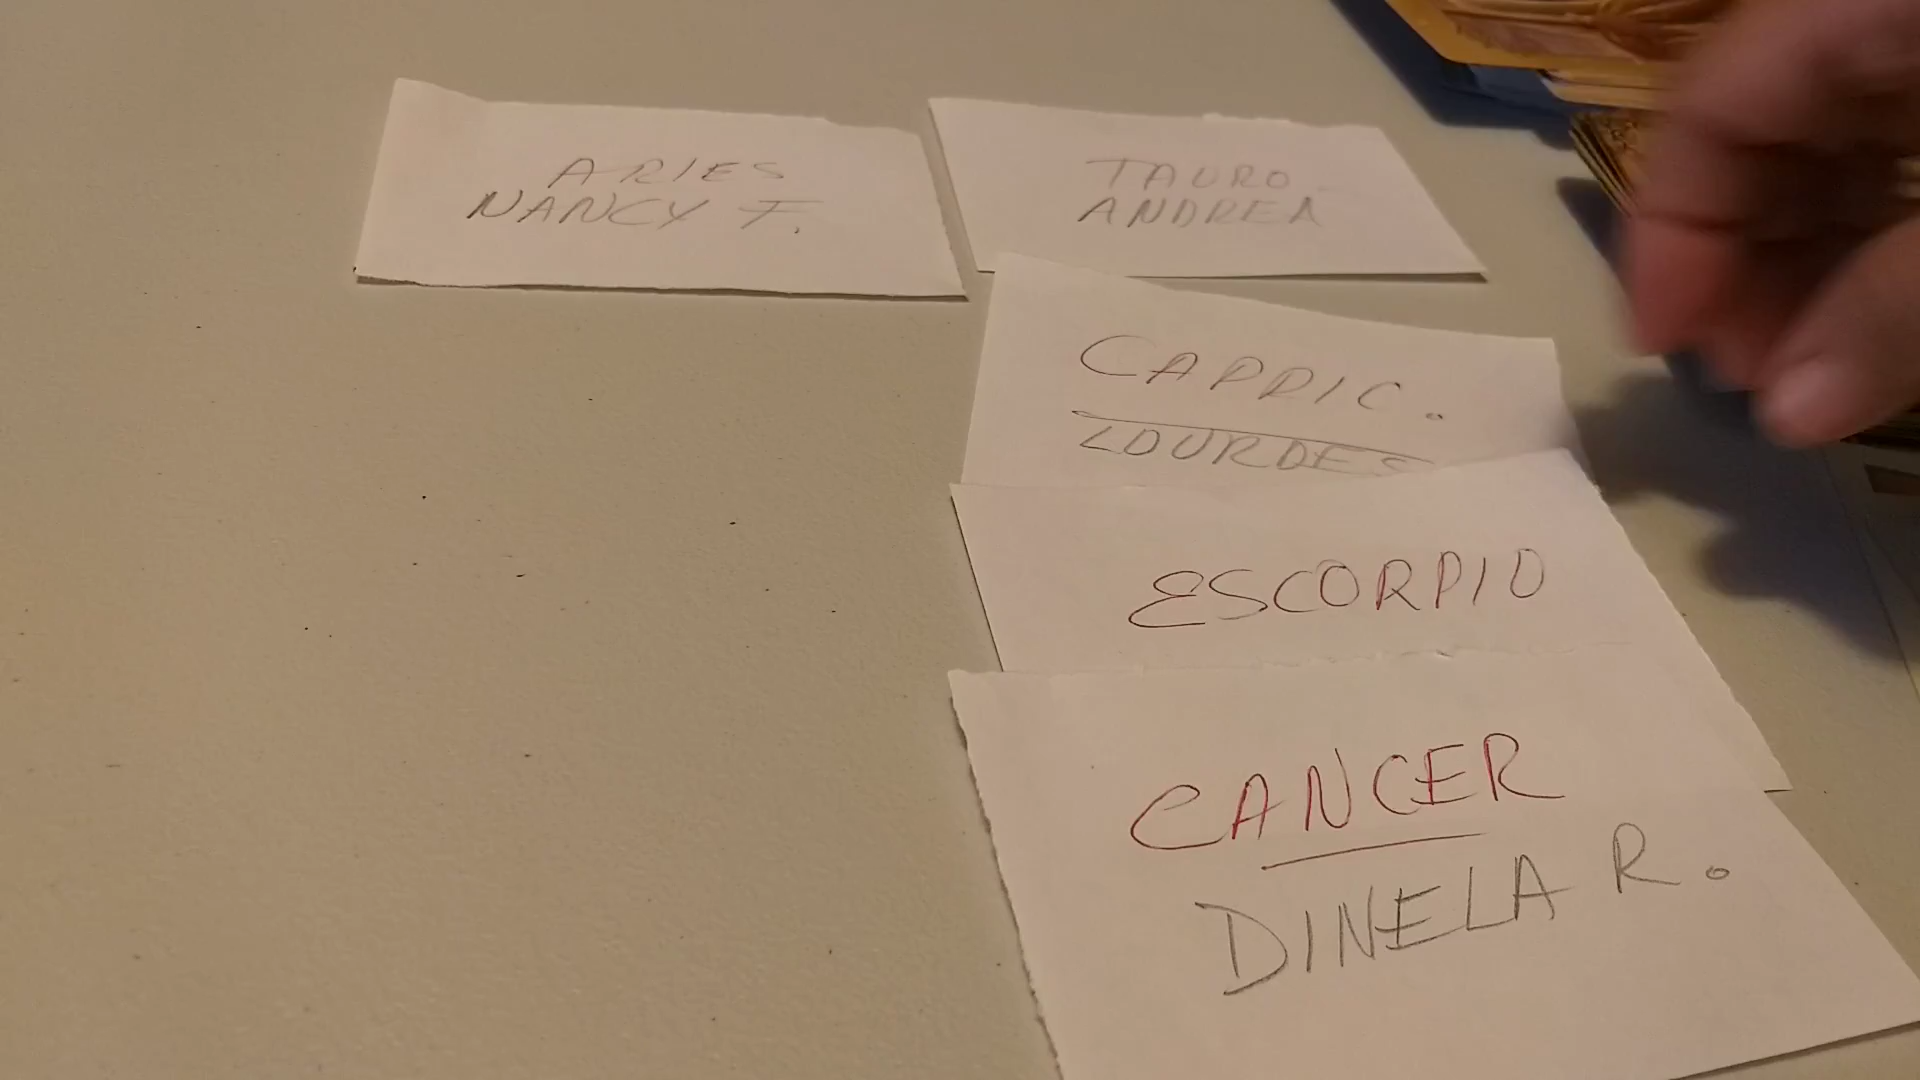 ARIES
NANCY F.
TAURO
ANDREA
CAPRIC.
LOURDES
ESCORPIO
CANCER
DINELA R.